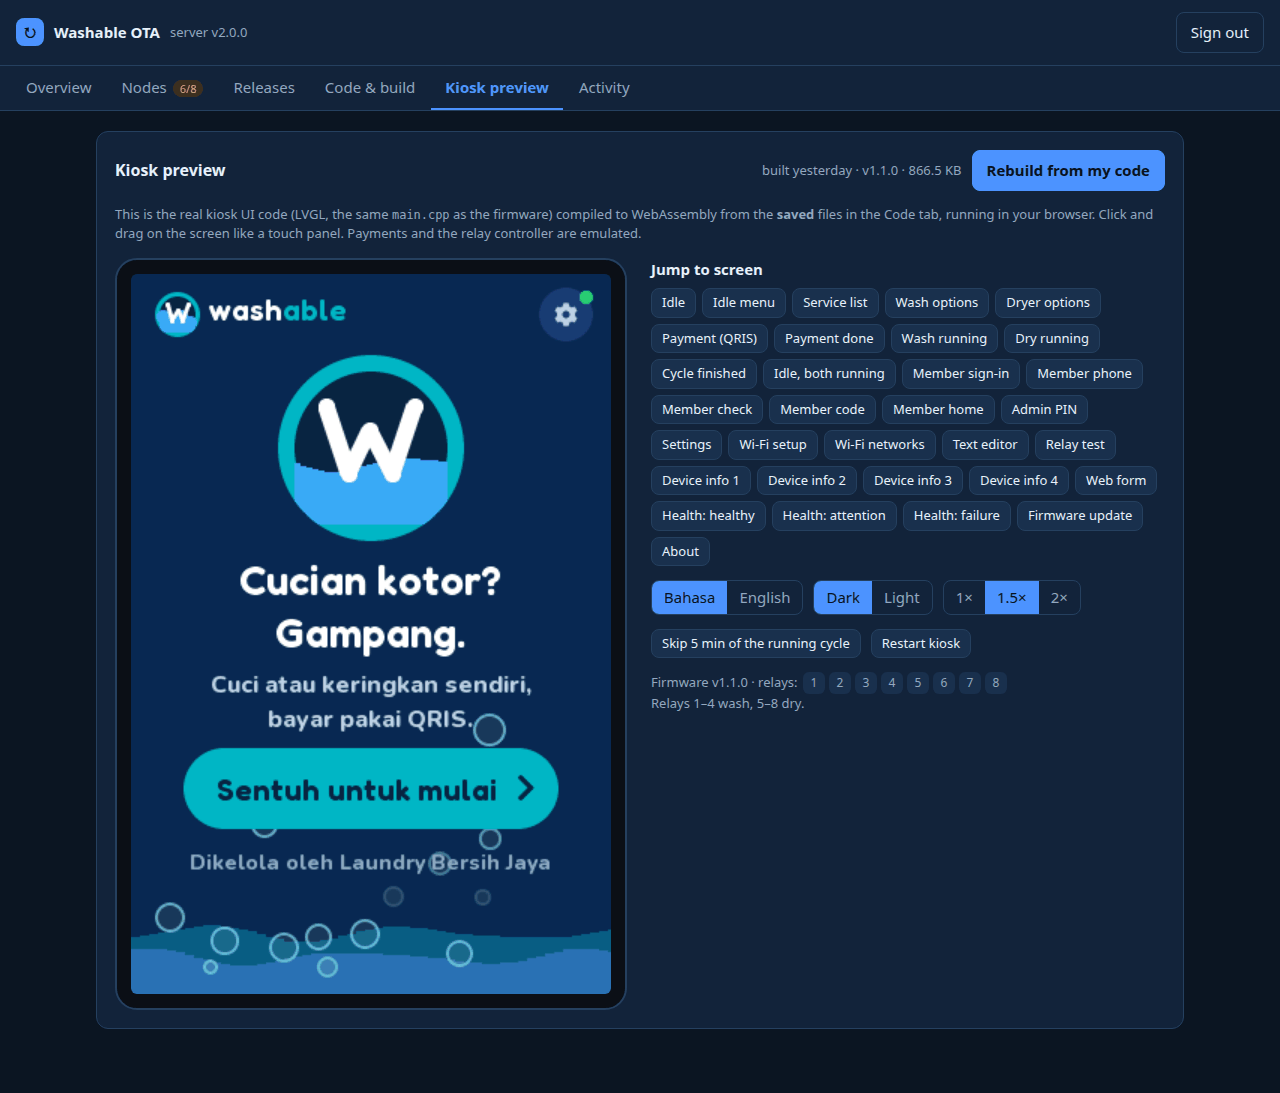 Washable OTA server v2.0.0 Sign out
Overview Nodes 6/8 Releases Code & build Kiosk preview Activity
Kiosk preview built yesterday · v1.1.0 · 866.5 KB Rebuild from my code
This is the real kiosk UI code (LVGL, the same main.cpp as the firmware) compiled to WebAssembly from the saved files in the Code tab, running in your browser. Click and
drag on the screen like a touch panel. Payments and the relay controller are emulated.
washable
W
Cucian kotor?
Gampang.
Cuci atau keringkan sendiri,
bayar pakai QRIS.
Sentuh untuk mulai
Dikelola oleh Laundry Bersih Jaya
Jump to screen
Idle Idle menu Service list Wash options Dryer options
Payment (QRIS) Payment done Wash running Dry running
Cycle finished Idle, both running Member sign-in Member phone
Member check Member code Member home Admin PIN
Settings Wi-Fi setup Wi-Fi networks Text editor Relay test
Device info 1 Device info 2 Device info 3 Device info 4 Web form
Health: healthy Health: attention Health: failure Firmware update
About
Bahasa English Dark Light 1× 1.5× 2×
Skip 5 min of the running cycle Restart kiosk
Firmware v1.1.0 · relays: 1 2 3 4 5 6 7 8
Relays 1–4 wash, 5–8 dry.